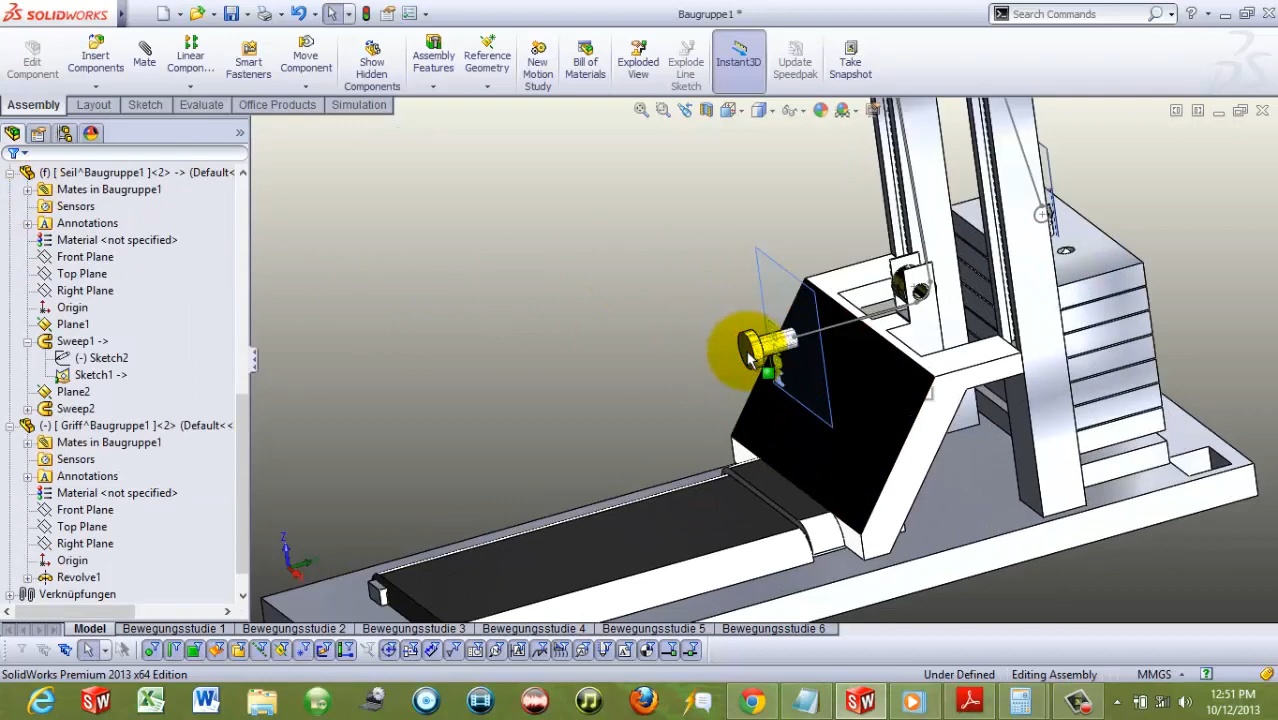 SOLIDWORKS
Baugruppe1 *
Search Commands
Edit Component
Insert Components
Mate
Linear Compon...
Smart Fasteners
Move Component
Show Hidden Components
Assembly Features
Reference Geometry
New Motion Study
Bill of Materials
Exploded View
Explode Line Sketch
Instant3D
Update Speedpak
Take Snapshot
Assembly
Layout
Sketch
Evaluate
Office Products
Simulation
(f) [ Seil^Baugruppe1 ]<2> -> (Default<
Mates in Baugruppe1
Sensors
Annotations
Material <not specified>
Front Plane
Top Plane
Right Plane
Origin
Plane1
Sweep1 ->
(-) Sketch2
Sketch1 ->
Plane2
Sweep2
(-) [ Griff^Baugruppe1 ]<2> (Default<<
Mates in Baugruppe1
Sensors
Annotations
Material <not specified>
Front Plane
Top Plane
Right Plane
Origin
Revolve1
Verknüpfungen
Z
Model
Bewegungsstudie 1
Bewegungsstudie 2
Bewegungsstudie 3
Bewegungsstudie 4
Bewegungsstudie 5
Bewegungsstudie 6
SolidWorks Premium 2013 x64 Edition
Under Defined
Editing Assembly
MMGS
12:51 PM
10/12/2013